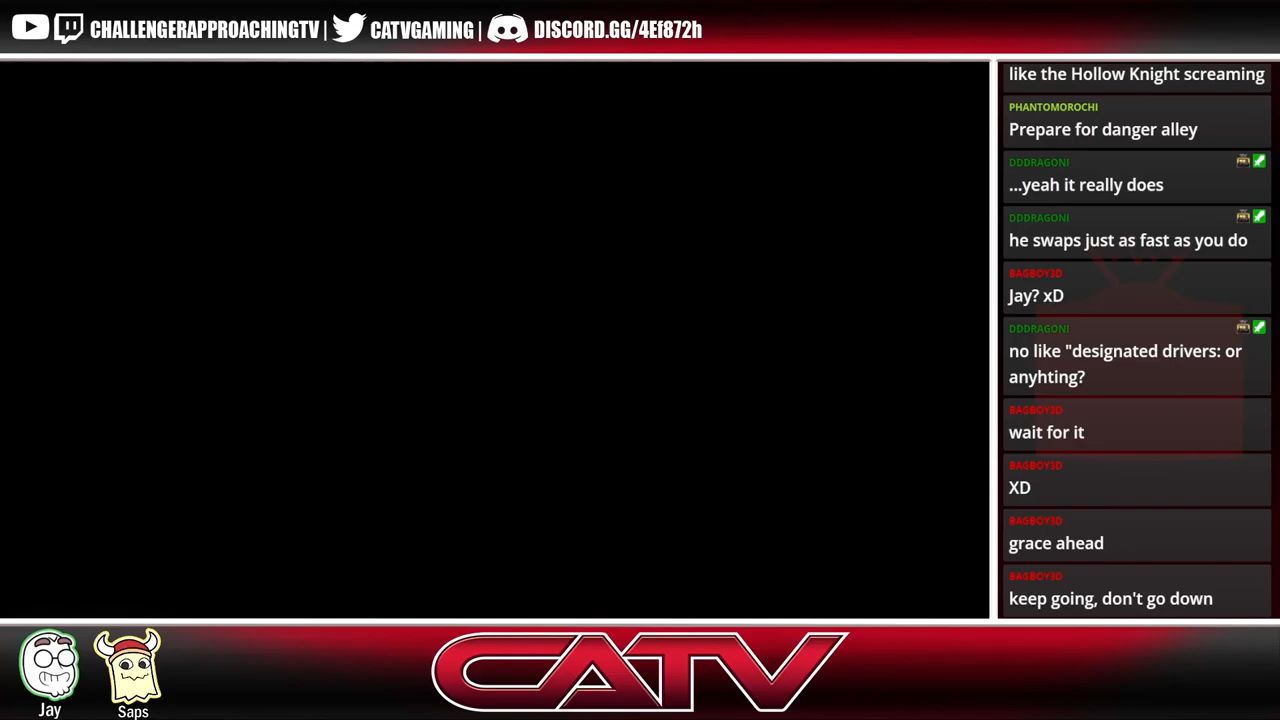 CHALLENGERAPPROACHINGTV | CATVGAMING | DISCORD.GG/4Ef872h
like the Hollow Knight screaming
PHANTOMOROCHI
Prepare for danger alley
DDDRAGONI
...yeah it really does
DDDRAGONI
he swaps just as fast as you do
BAGBOY3D
Jay? xD
DDDRAGONI
no like "designated drivers: or
anyhting?
BAGBOY3D
wait for it
BAGBOY3D
XD
BAGBOY3D
grace ahead
BAGBOY3D
keep going, don't go down
Jay
Saps
CATV